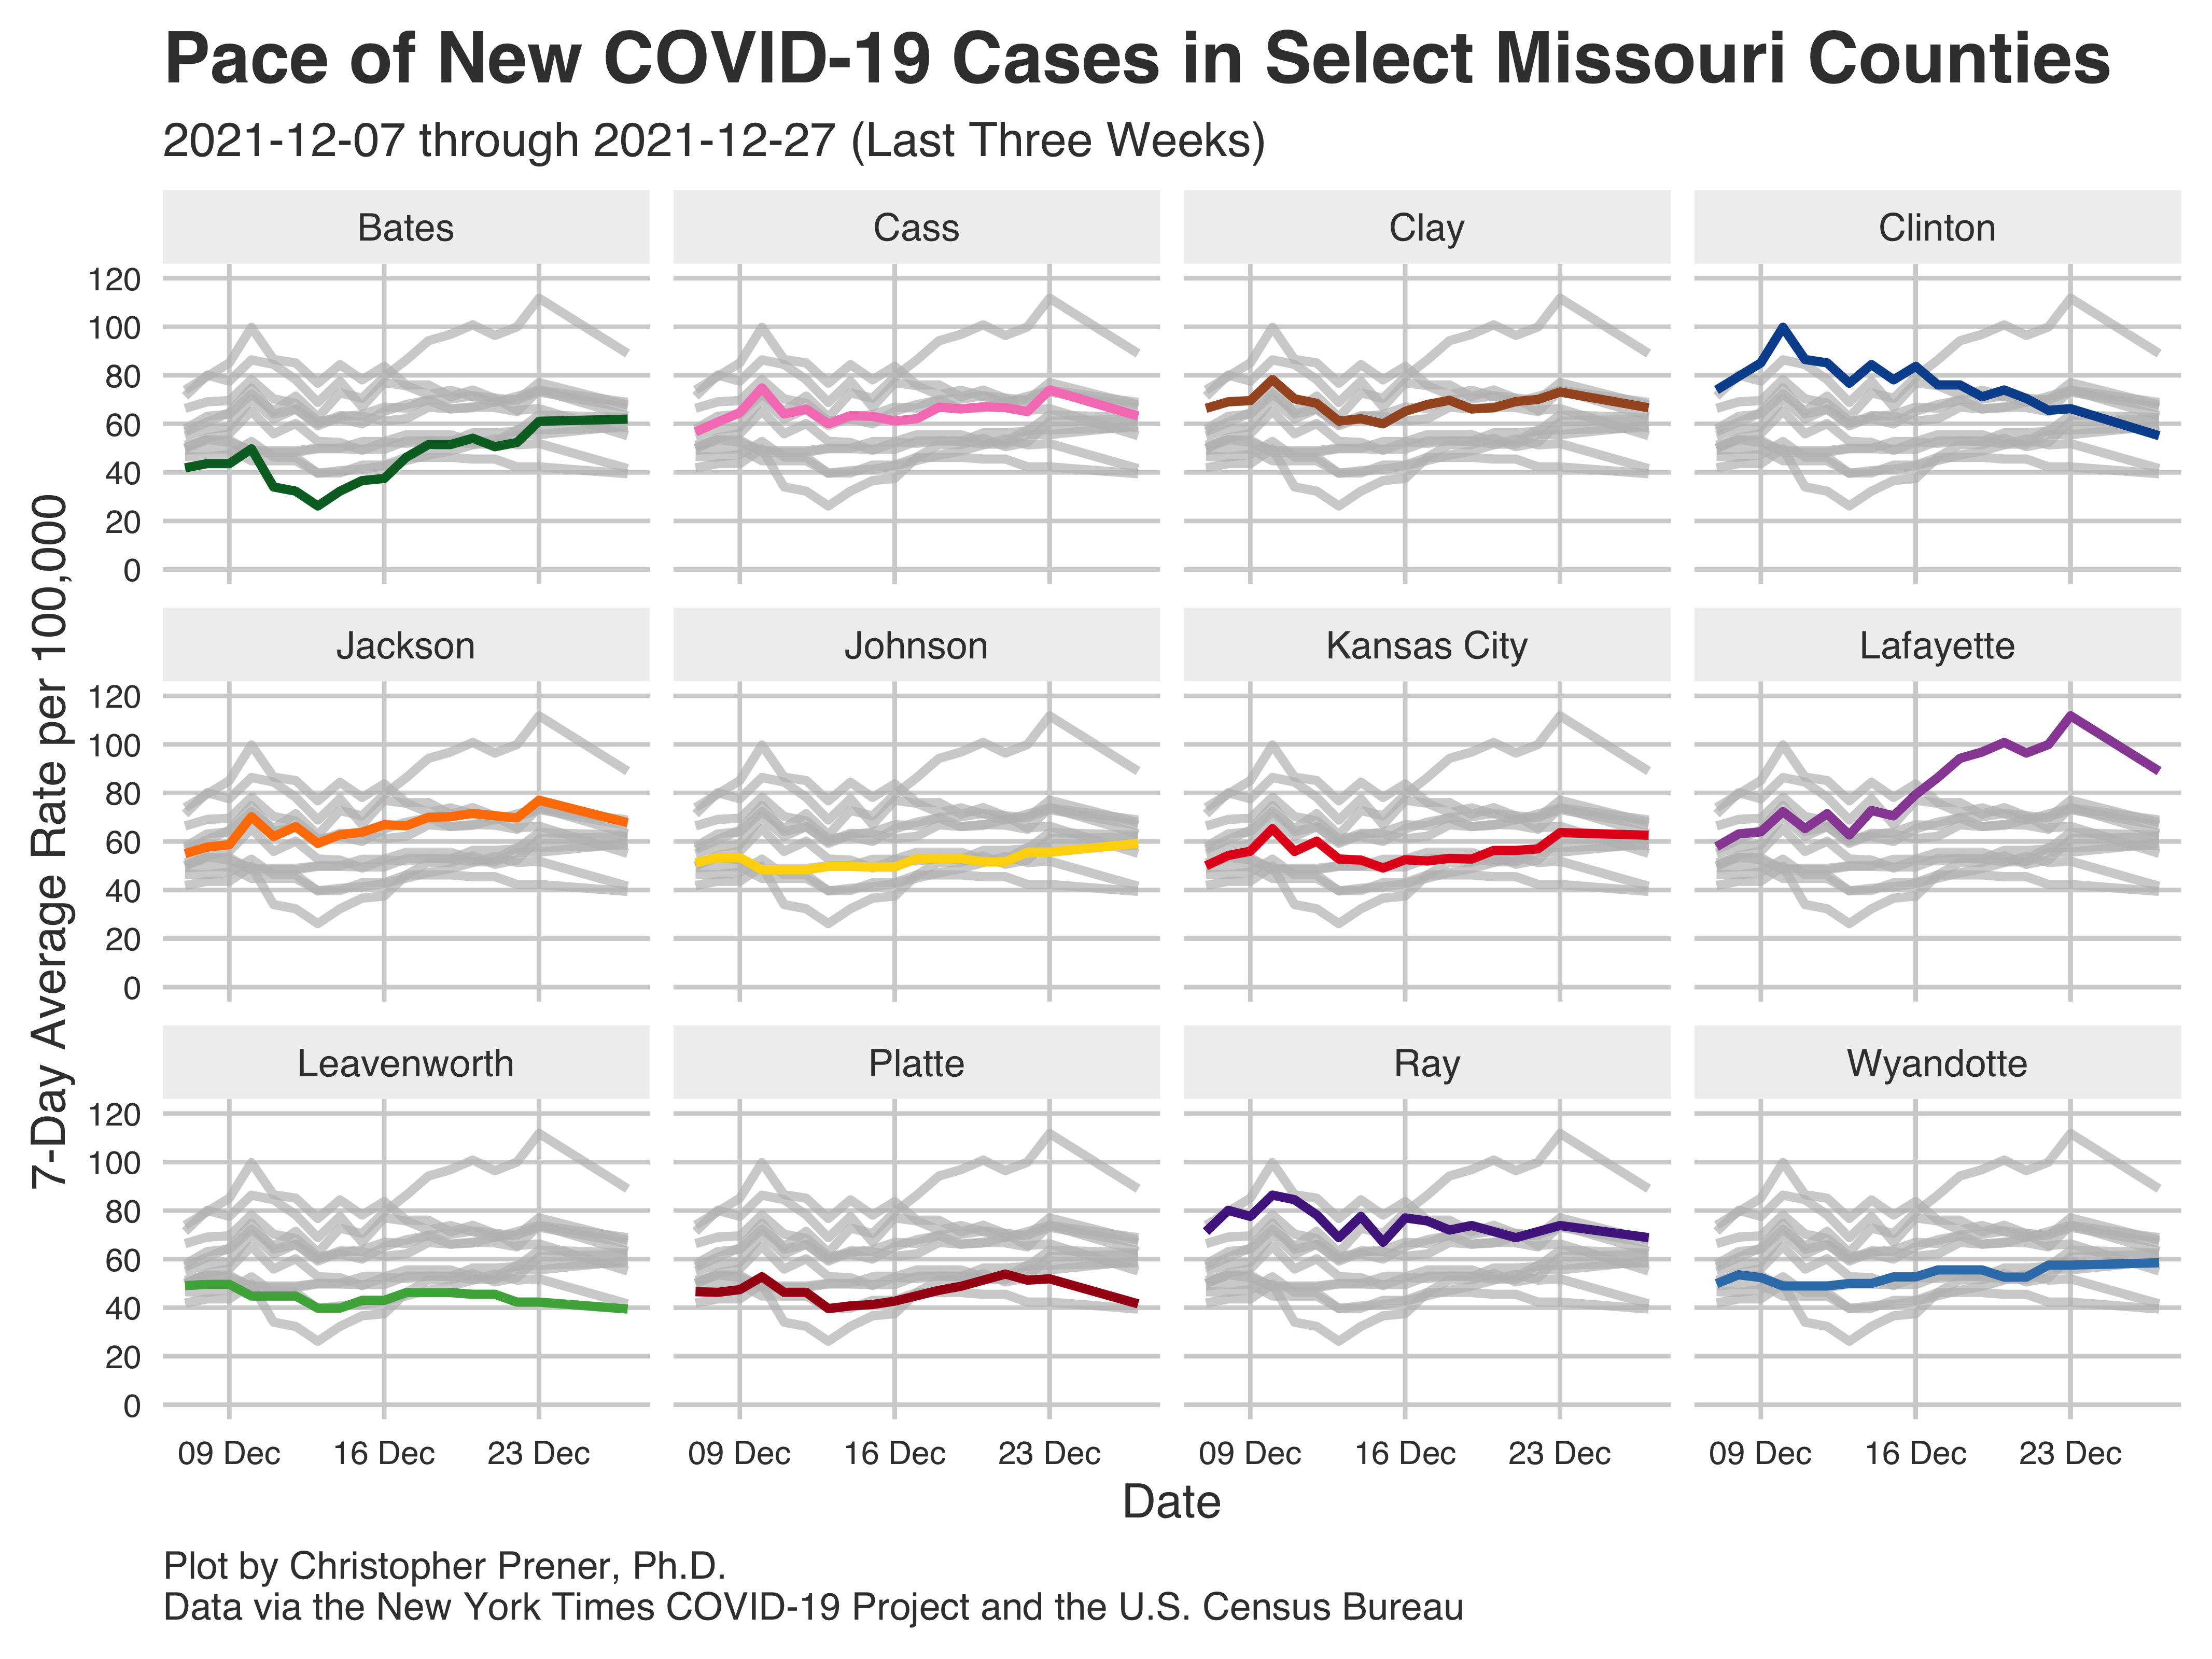 Pace of New COVID-19 Cases in Select Missouri Counties
2021-12-07 through 2021-12-27 (Last Three Weeks)
7-Day Average Rate per 100,000
Bates
Cass
Clay
Clinton
120
100
80
60
40
20
0
Jackson
Johnson
Kansas City
Lafayette
120
100
80
60
40
20
0
Leavenworth
Platte
Ray
Wyandotte
120
100
80
60
40
20
0
09 Dec 16 Dec 23 Dec
09 Dec 16 Dec 23 Dec
09 Dec 16 Dec 23 Dec
09 Dec 16 Dec 23 Dec
Date
Plot by Christopher Prener, Ph.D.
Data via the New York Times COVID-19 Project and the U.S. Census Bureau